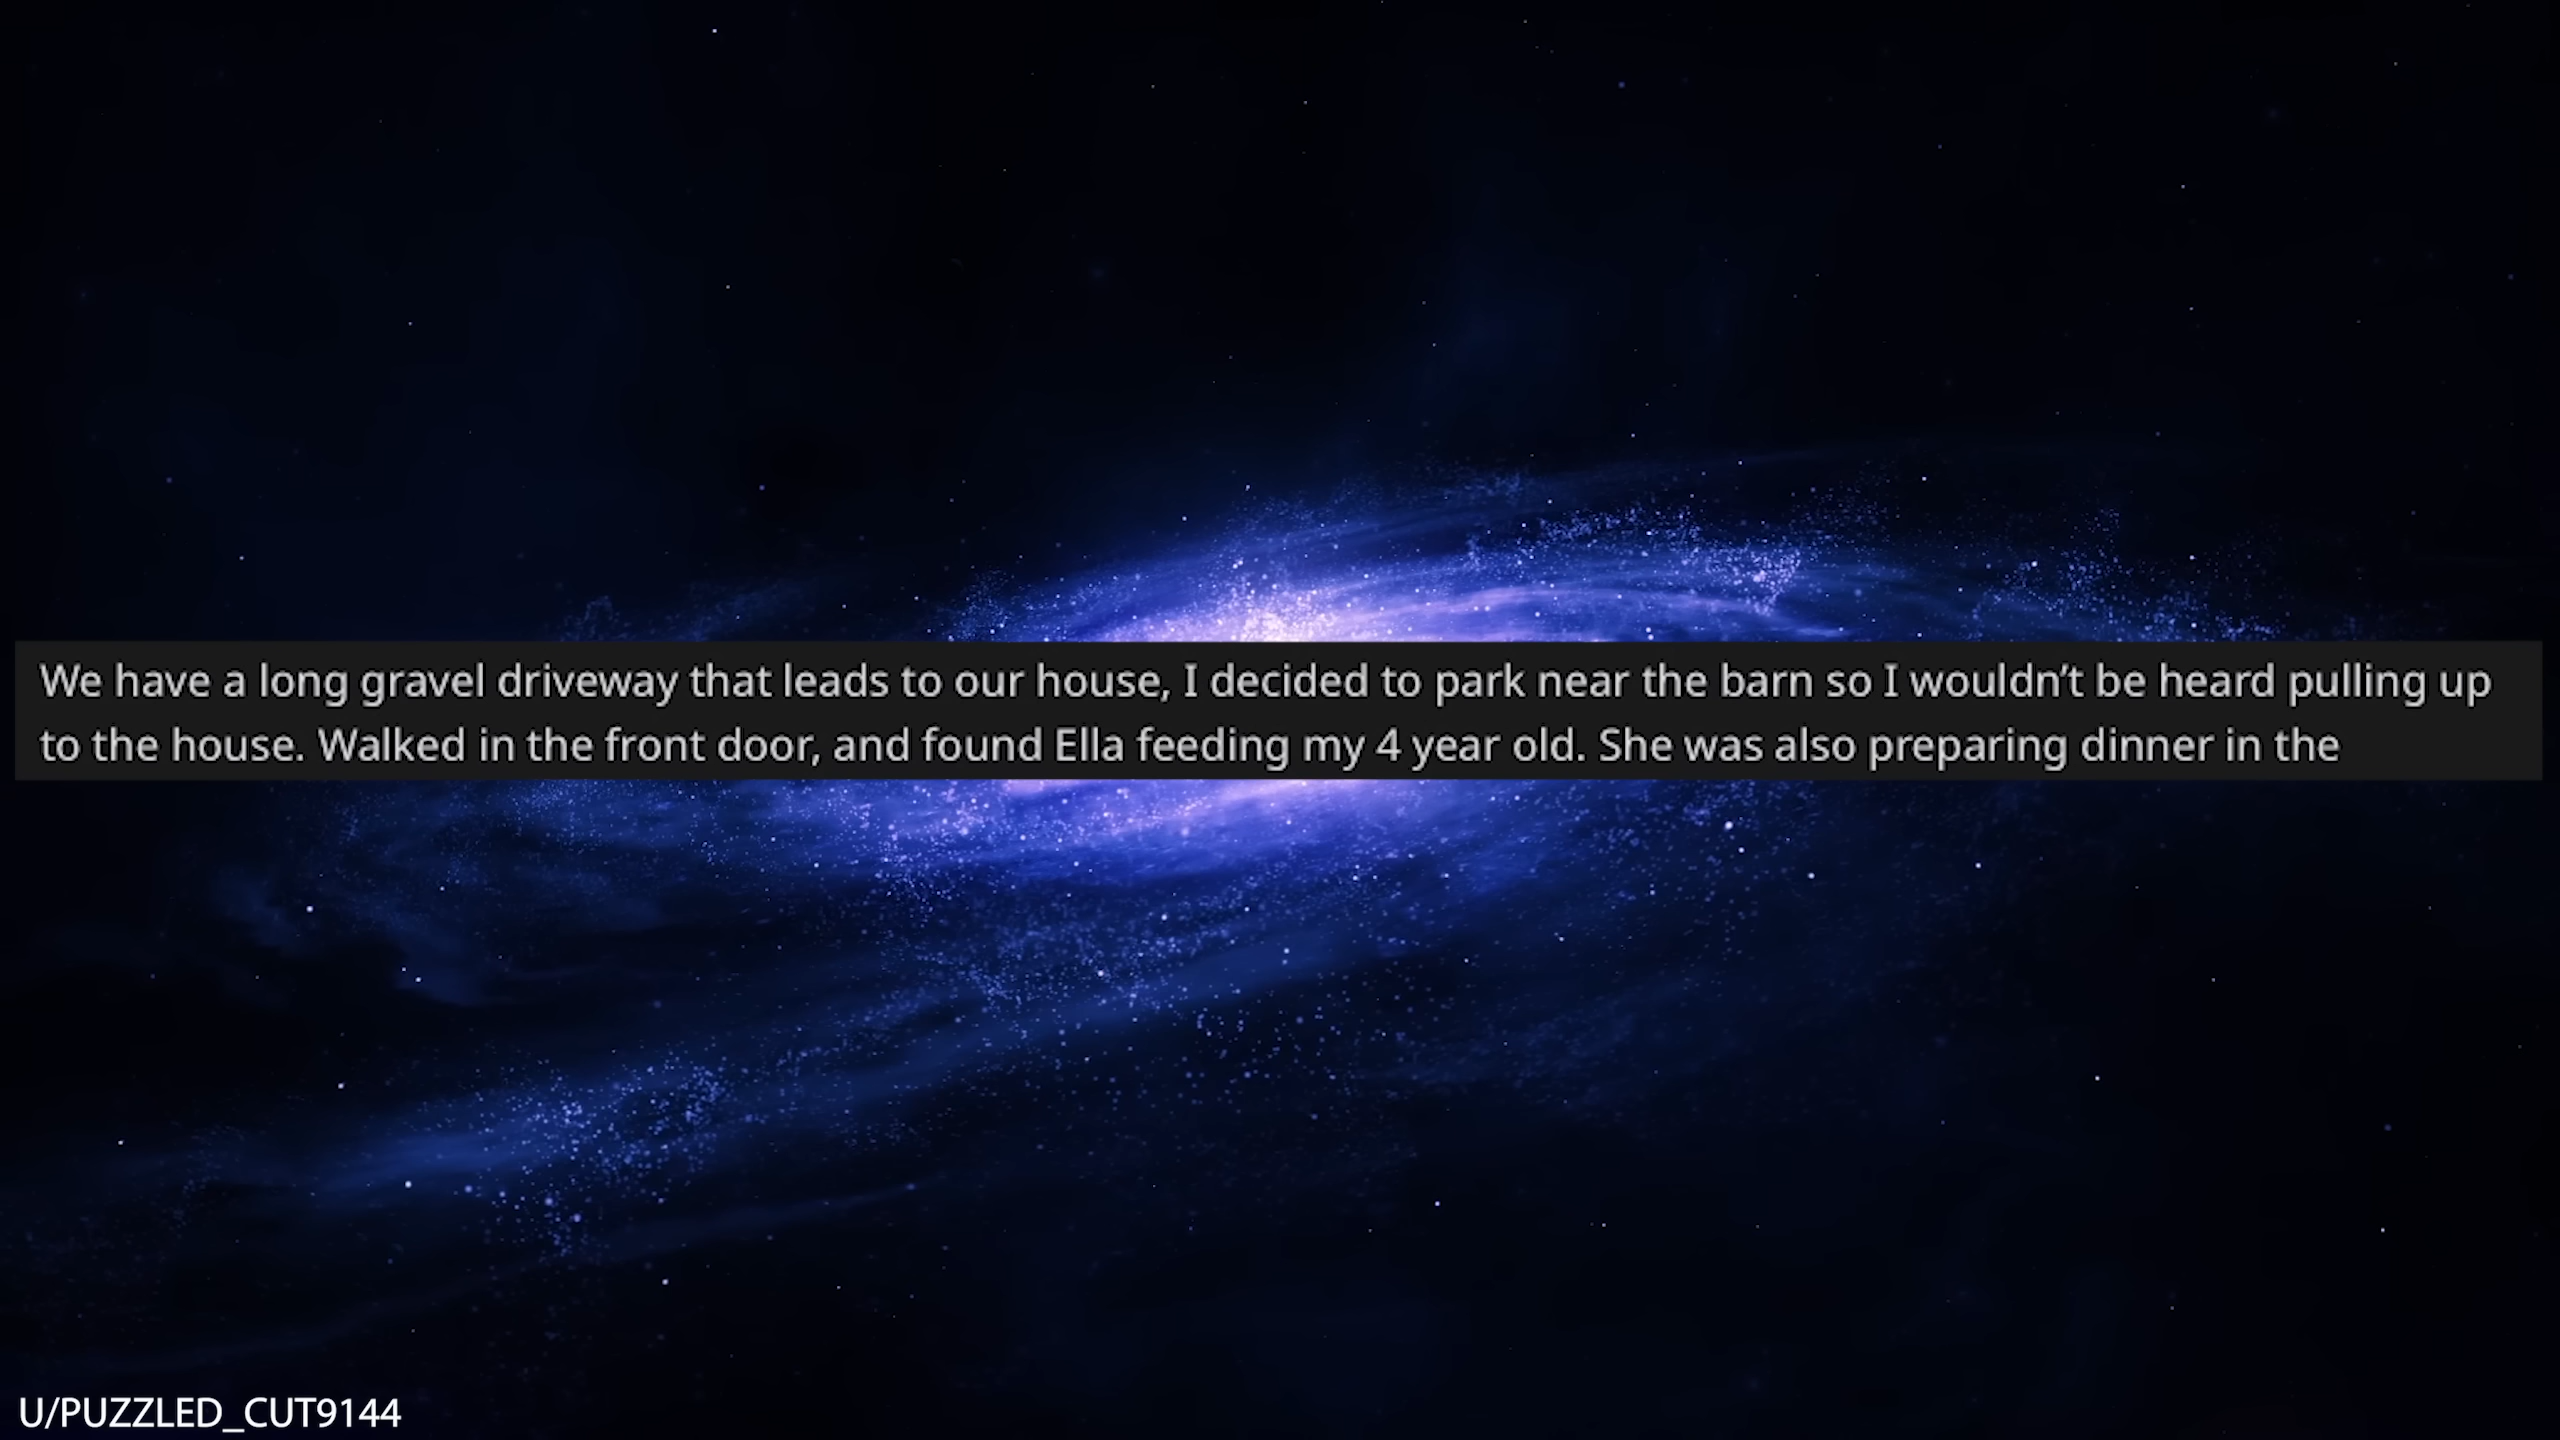 We have a long gravel driveway that leads to our house, I decided to park near the barn so I wouldn’t be heard pulling up
to the house. Walked in the front door, and found Ella feeding my 4 year old. She was also preparing dinner in the
U/PUZZLED_CUT9144